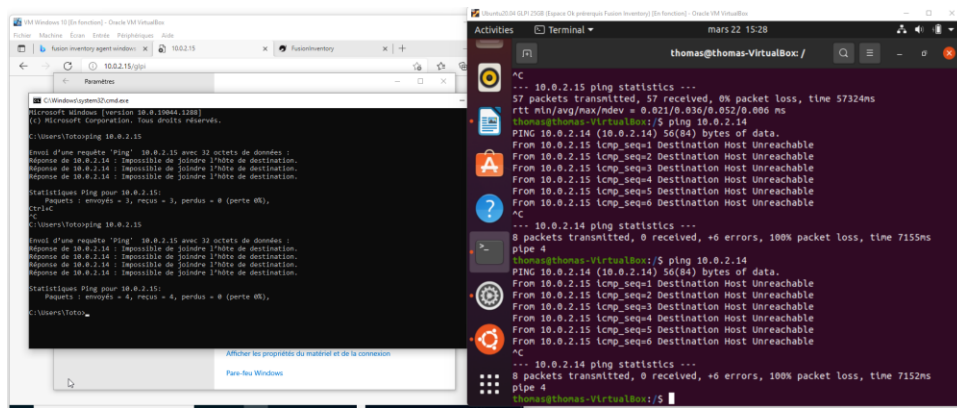 VM Windows 10 [En fonction] - Oracle VM VirtualBox
Fichier Machine Écran Entrée Périphériques Aide
fusion inventory agent window
10.0.2.15
FusionInventory
10.0.2.15/glpi
Paramètres
C:\Windows\system32\cmd.exe
Microsoft Windows [version 10.0.19044.1288]
(c) Microsoft Corporation. Tous droits réservés.
C:\Users\Toto>ping 10.0.2.15
Envoi d'une requête 'Ping' 10.0.2.15 avec 32 octets de données :
Réponse de 10.0.2.14 : Impossible de joindre l'hôte de destination.
Réponse de 10.0.2.14 : Impossible de joindre l'hôte de destination.
Réponse de 10.0.2.14 : Impossible de joindre l'hôte de destination.
Statistiques Ping pour 10.0.2.15:
Paquets : envoyés = 3, reçus = 3, perdus = 0 (perte 0%),
Ctrl+C
^C
C:\Users\Toto>ping 10.0.2.15
Envoi d'une requête 'Ping' 10.0.2.15 avec 32 octets de données :
Réponse de 10.0.2.14 : Impossible de joindre l'hôte de destination.
Réponse de 10.0.2.14 : Impossible de joindre l'hôte de destination.
Réponse de 10.0.2.14 : Impossible de joindre l'hôte de destination.
Réponse de 10.0.2.14 : Impossible de joindre l'hôte de destination.
Statistiques Ping pour 10.0.2.15:
Paquets : envoyés = 4, reçus = 4, perdus = 0 (perte 0%),
C:\Users\Toto>
Afficher les propriétés du matériel et de la connexion
Pare-feu Windows
Ubuntu20.04 GLPI 25GB [Espace Ok prérequis Fusion Inventory] [En fonction] - Oracle VM VirtualBox
Activities Terminal mars 22 15:28
thomas@thomas-VirtualBox: /
^C
--- 10.0.2.15 ping statistics ---
57 packets transmitted, 57 received, 0% packet loss, time 57324ms
rtt min/avg/max/mdev = 0.021/0.036/0.052/0.006 ms
thomas@thomas-VirtualBox:/$ ping 10.0.2.14
PING 10.0.2.14 (10.0.2.14) 56(84) bytes of data.
From 10.0.2.15 icmp_seq=1 Destination Host Unreachable
From 10.0.2.15 icmp_seq=2 Destination Host Unreachable
From 10.0.2.15 icmp_seq=3 Destination Host Unreachable
From 10.0.2.15 icmp_seq=4 Destination Host Unreachable
From 10.0.2.15 icmp_seq=5 Destination Host Unreachable
From 10.0.2.15 icmp_seq=6 Destination Host Unreachable
^C
--- 10.0.2.14 ping statistics ---
8 packets transmitted, 0 received, +6 errors, 100% packet loss, time 7155ms
pipe 4
thomas@thomas-VirtualBox:/$ ping 10.0.2.14
PING 10.0.2.14 (10.0.2.14) 56(84) bytes of data.
From 10.0.2.15 icmp_seq=1 Destination Host Unreachable
From 10.0.2.15 icmp_seq=2 Destination Host Unreachable
From 10.0.2.15 icmp_seq=3 Destination Host Unreachable
From 10.0.2.15 icmp_seq=4 Destination Host Unreachable
From 10.0.2.15 icmp_seq=5 Destination Host Unreachable
From 10.0.2.15 icmp_seq=6 Destination Host Unreachable
^C
--- 10.0.2.14 ping statistics ---
8 packets transmitted, 0 received, +6 errors, 100% packet loss, time 7152ms
pipe 4
thomas@thomas-VirtualBox:/$